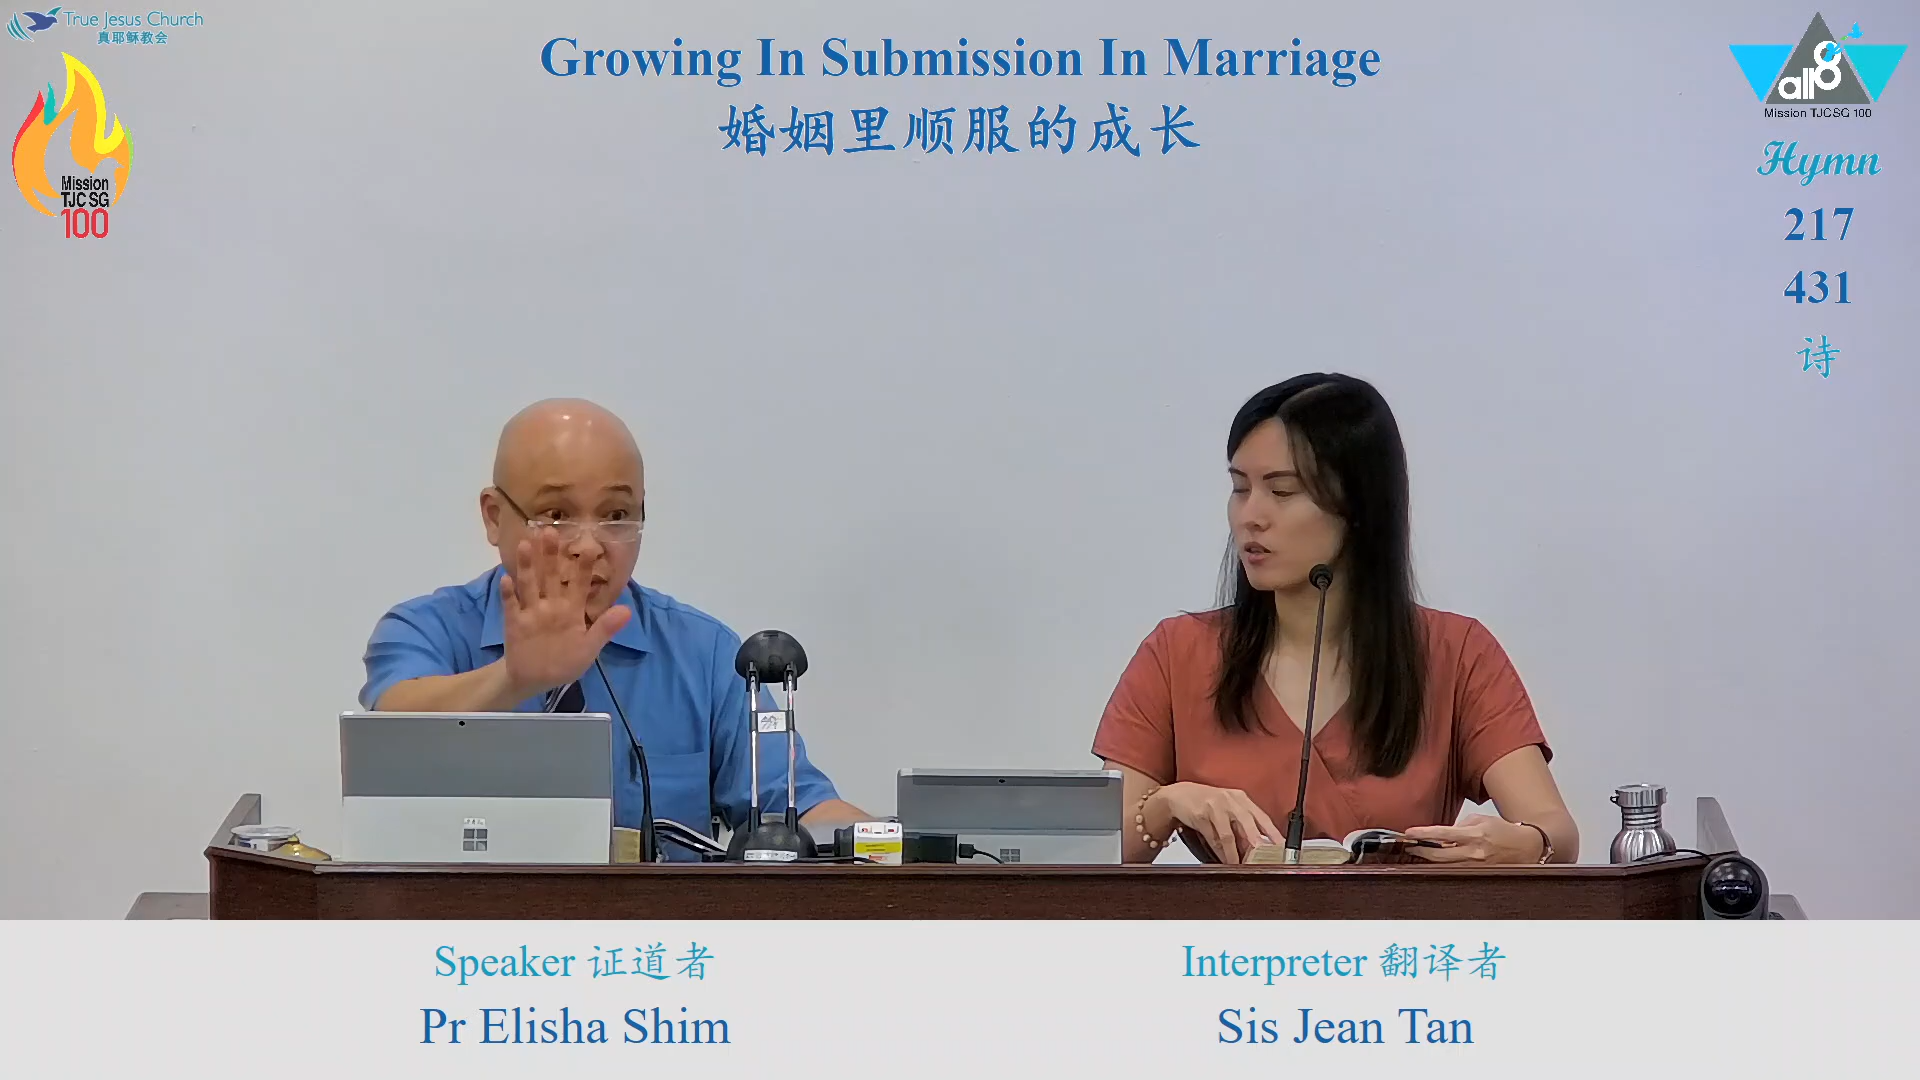 True Jesus Church
真耶稣教会
Mission
TJC SG
100
Growing In Submission In Marriage
婚姻里顺服的成长
all8
Mission TJCSG 100
Hymn
217
431
诗
Speaker 证道者
Pr Elisha Shim
Interpreter 翻译者
Sis Jean Tan